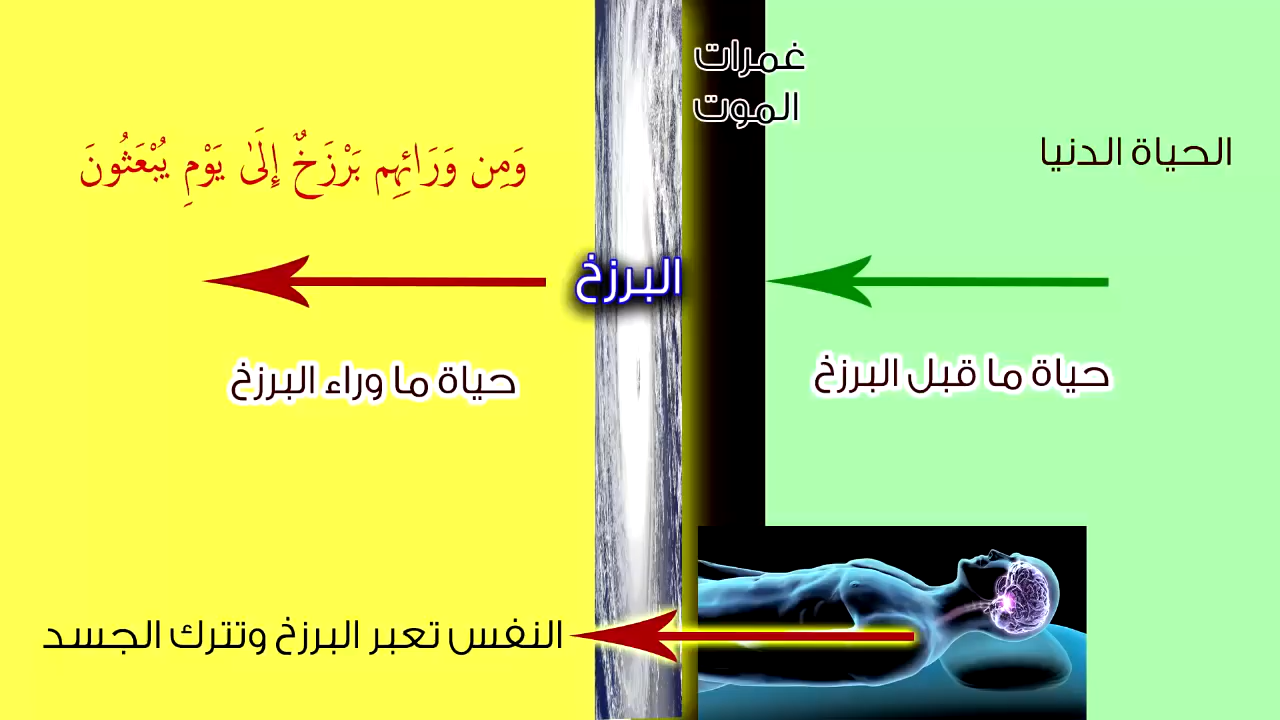 غمرات
الموت
الحياة الدنيا
وَمِن وَرَائِهِم بَرْزَخٌ إِلَىٰ يَوْمِ يُبْعَثُونَ
البرزخ
حياة ما قبل البرزخ
حياة ما وراء البرزخ
النفس تعبر البرزخ وتترك الجسد